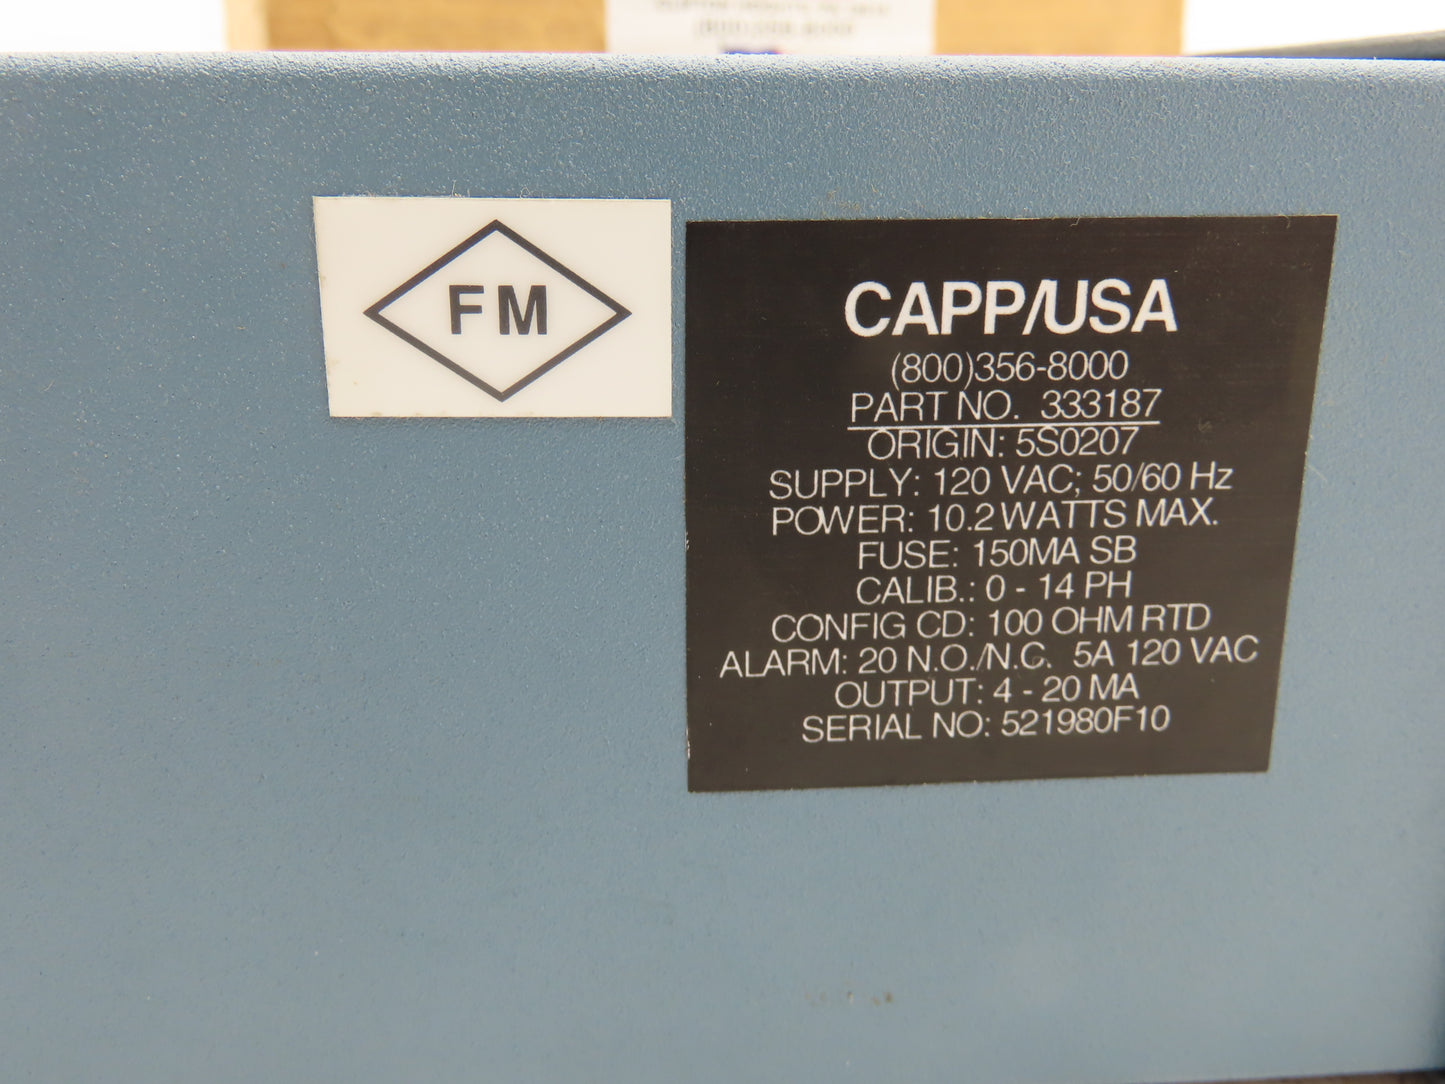 FM
CAPP/USA
(800)356-8000
PART NO. 333187
ORIGIN: 5S0207
SUPPLY: 120 VAC; 50/60 Hz
POWER: 10.2 WATTS MAX.
FUSE: 150MA SB
CALIB.: 0 - 14 PH
CONFIG CD: 100 OHM RTD
ALARM: 20 N.O./N.C. 5A 120 VAC
OUTPUT: 4 - 20 MA
SERIAL NO: 521980F10